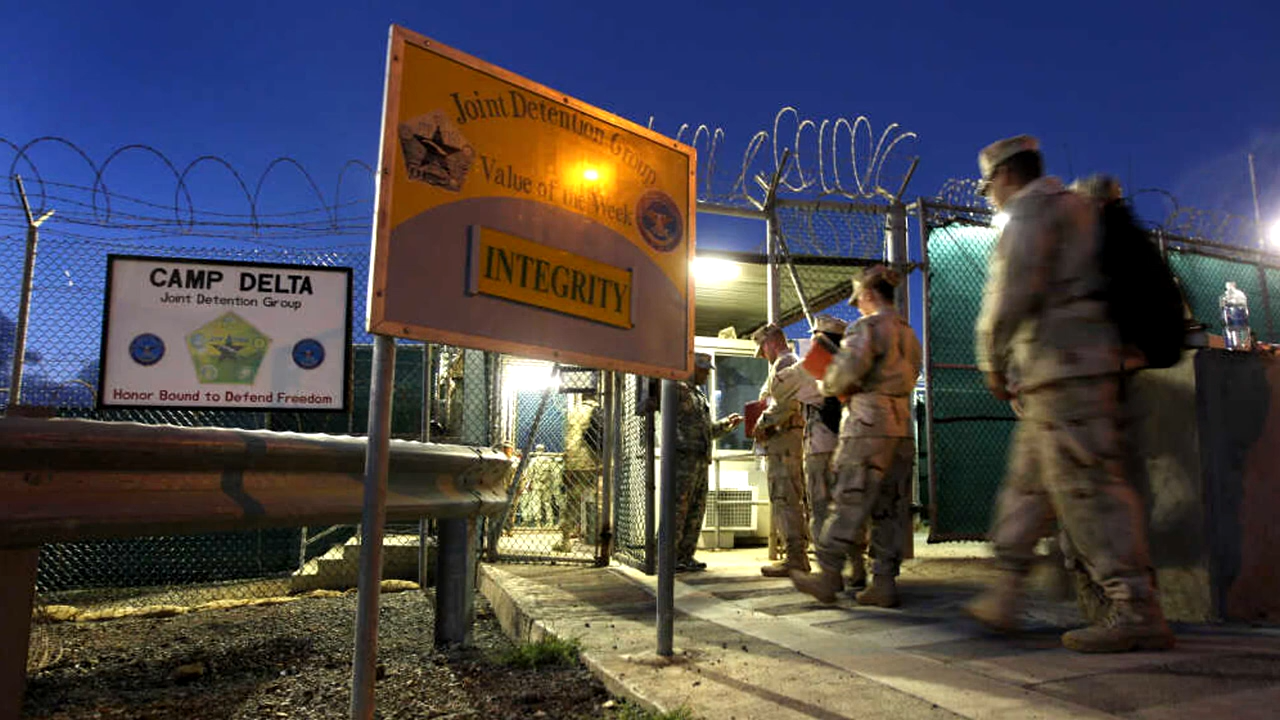 CAMP DELTA
Joint Detention Group
Honor Bound to Defend Freedom
Joint Detention Group
Value of the Week
INTEGRITY